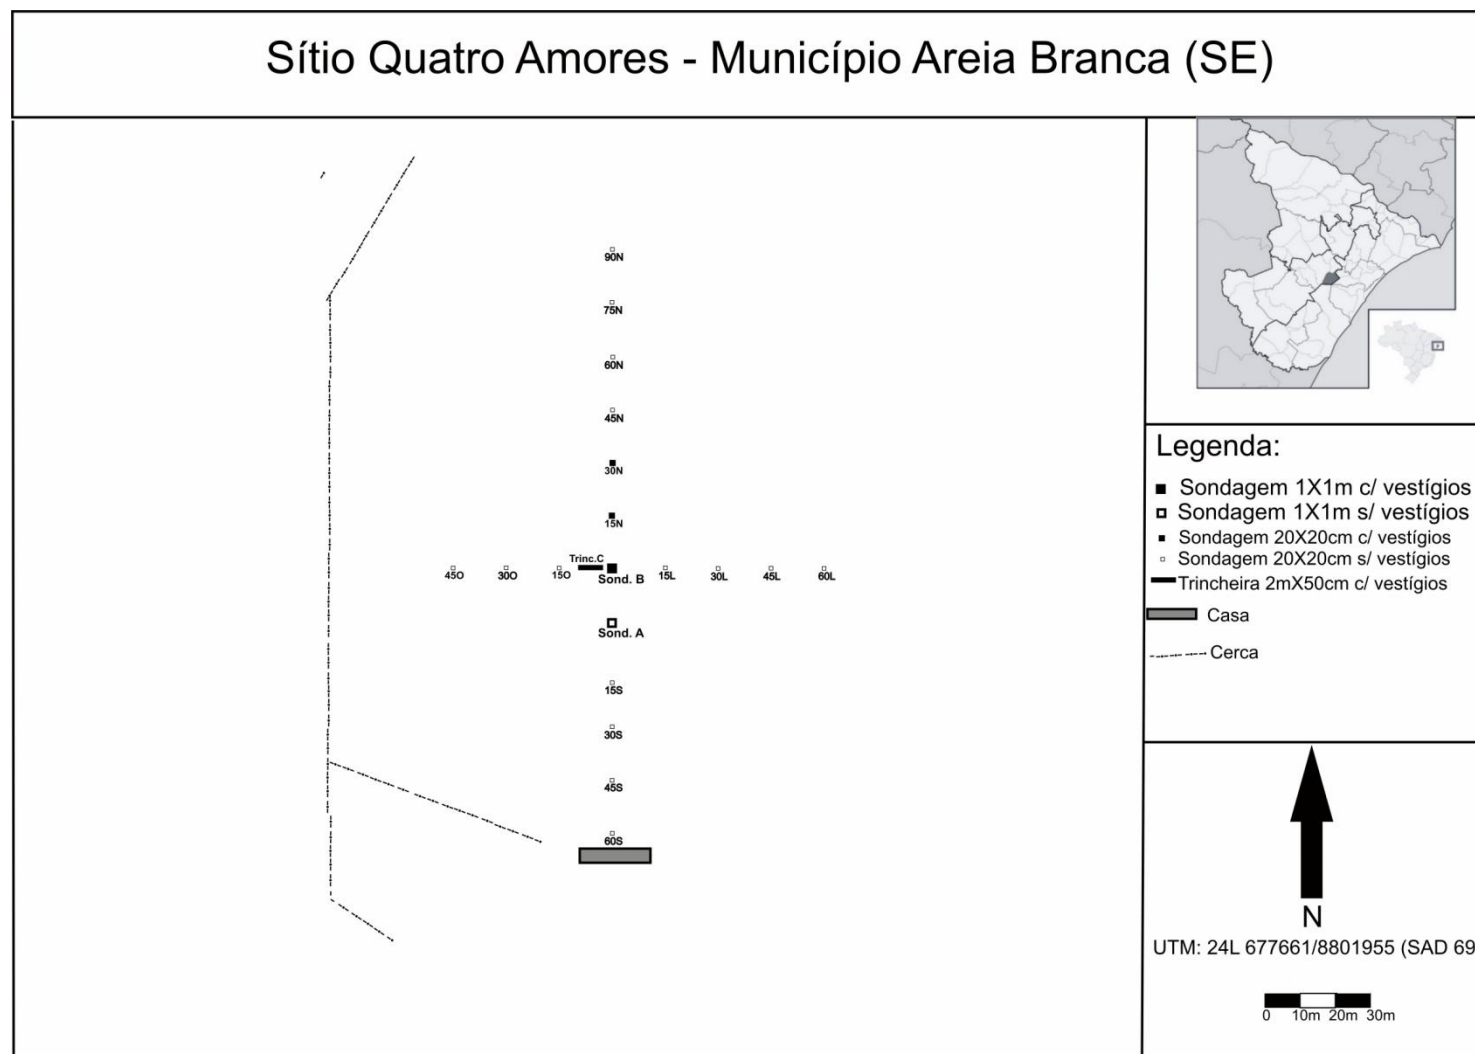 Sítio Quatro Amores - Município Areia Branca (SE)
90N
75N
60N
45N
30N
15N
Trinc.C
45O 30O 15O Sond. B 15L 30L 45L 60L
Sond. A
15S
30S
45S
60S
Legenda:
Sondagem 1X1m c/ vestígios
Sondagem 1X1m s/ vestígios
Sondagem 20X20cm c/ vestígios
Sondagem 20X20cm s/ vestígios
Trincheira 2mX50cm c/ vestígios
Casa
Cerca
N
UTM: 24L 677661/8801955 (SAD 69
0 10m 20m 30m